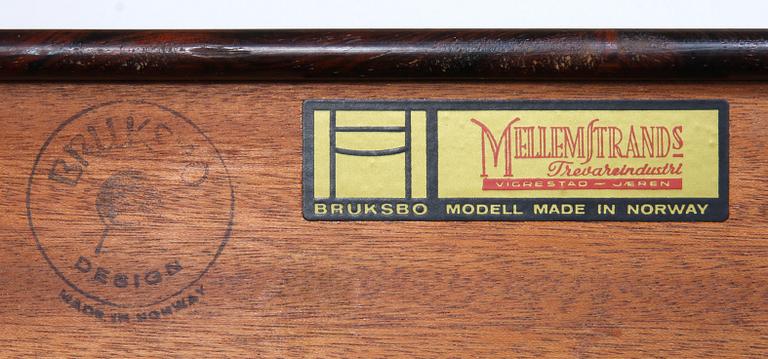 BRUKSBO
DESIGN
MADE IN NORWAY
MELLEMSTRANDS
Trevareindustri
VIGRESTAD — JÆREN
BRUKSBO MODELL MADE IN NORWAY